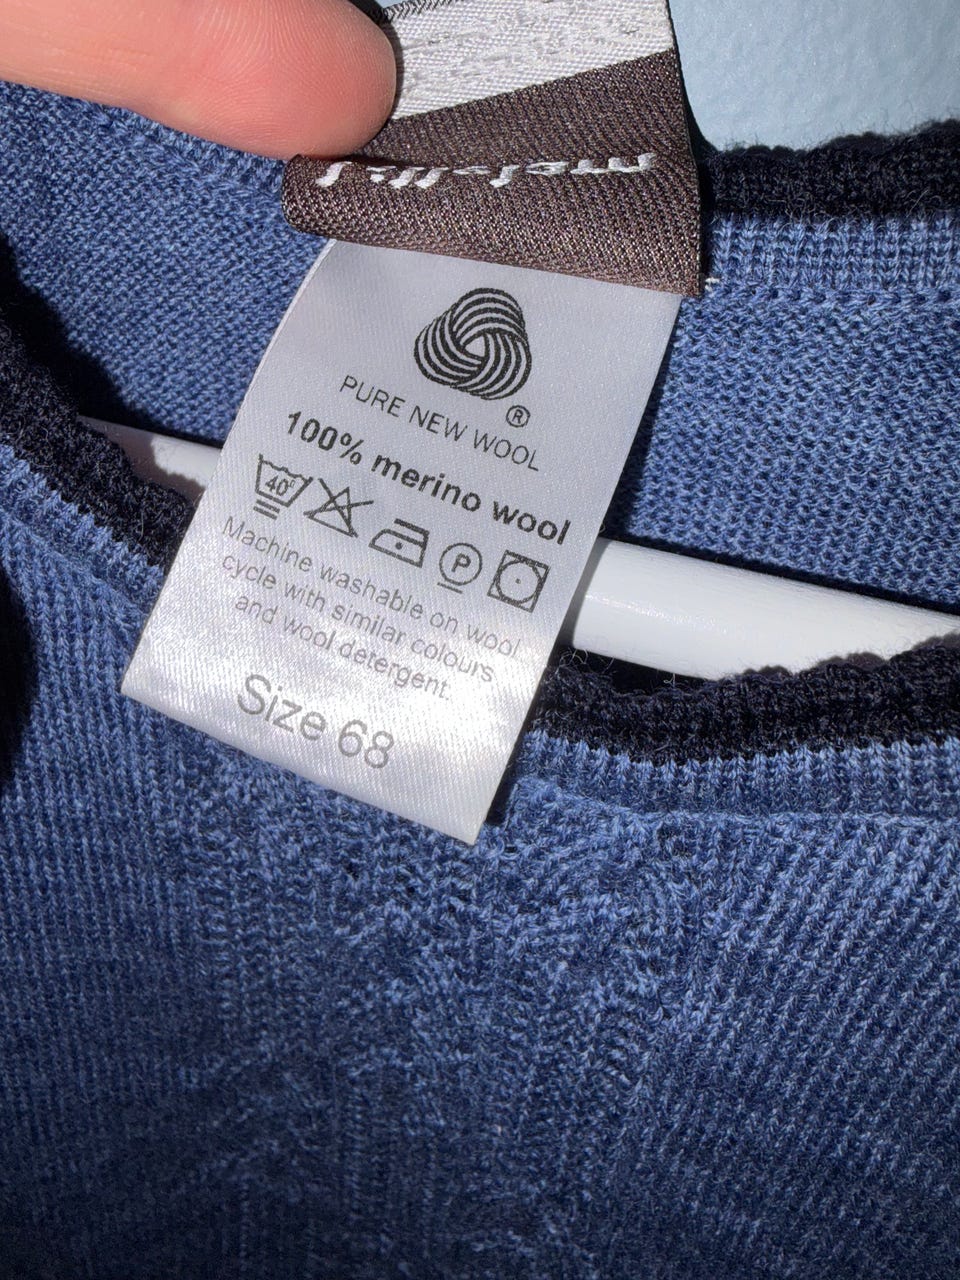 ®
PURE NEW WOOL
100% merino wool
40°
P
Machine washable on wool
cycle with similar colours
and wool detergent.
Size 68